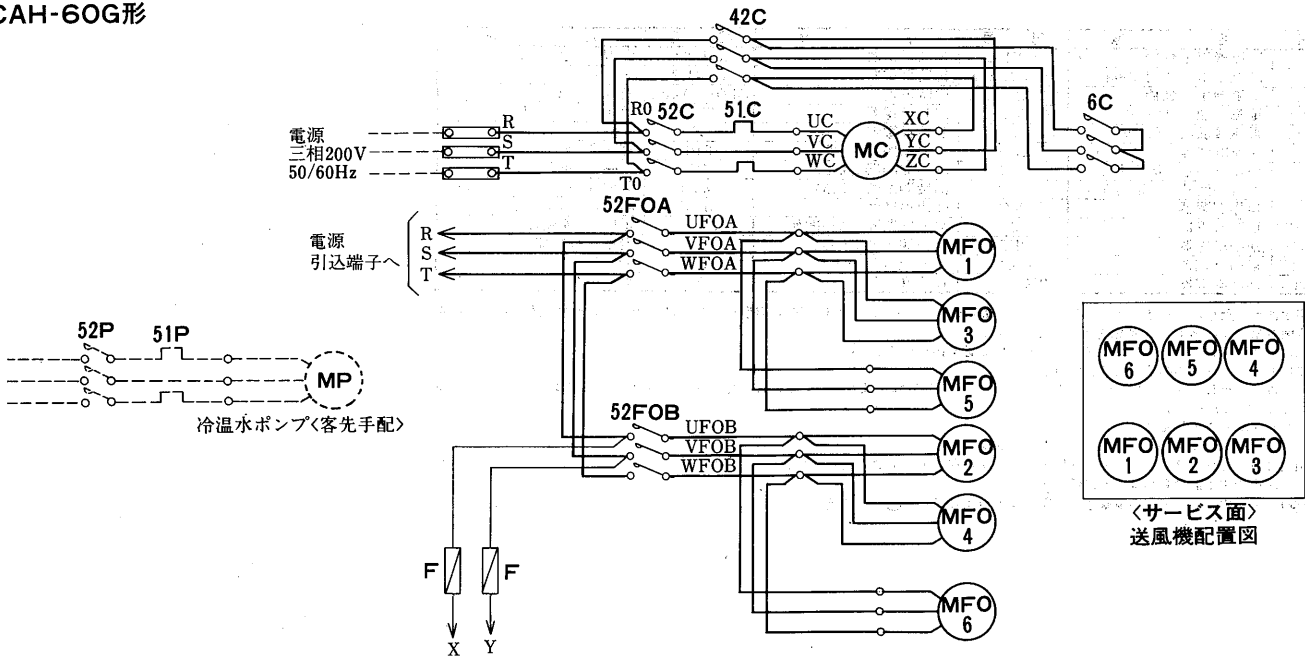 CAH-60G形
42C
6C
R0 52C 51C UC XC
R
S
T
VC YC
WC ZC
MC
T0
電源
三相200V
50/60Hz
52FOA
UFOA
VFOA
WFOA
電源
引込端子へ
R
S
T
MFO
1
MFO
3
MFO
5
52P 51P
MP
冷温水ポンプ<客先手配>
52FOB
UFOB
VFOB
WFOB
MFO
2
MFO
4
MFO
6
F F
X Y
MFO
6
MFO
5
MFO
4
MFO
1
MFO
2
MFO
3
<サービス面>
送風機配置図